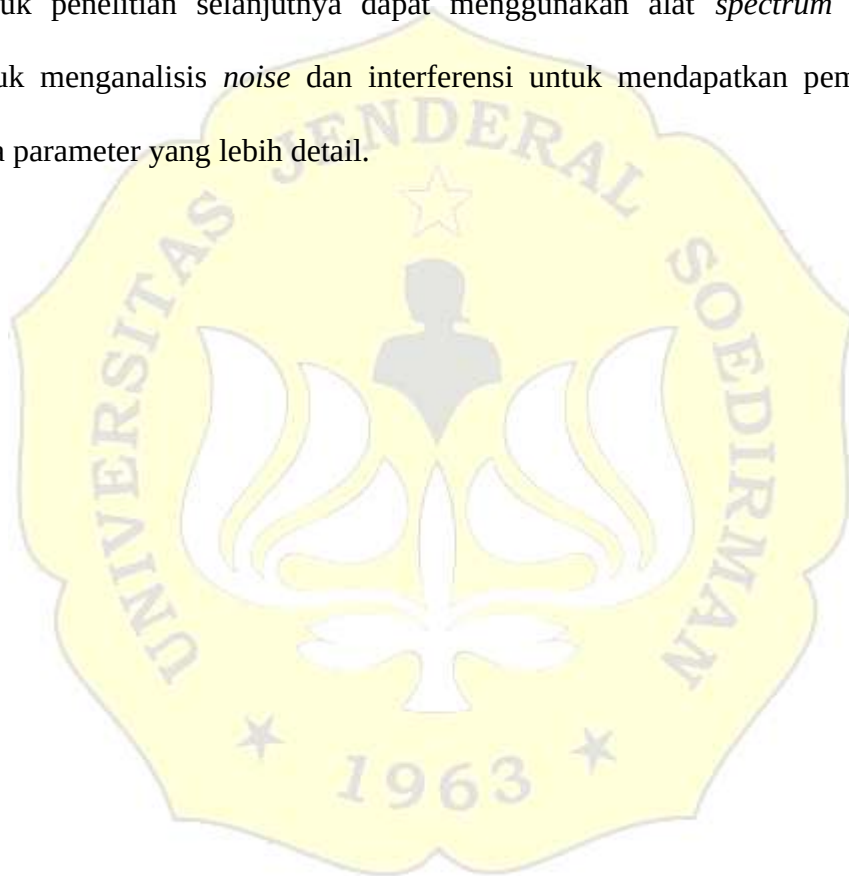 uk penelitian selanjutnya dapat menggunakan alat spectrum
uk menganalisis noise dan interferensi untuk mendapatkan pem
a parameter yang lebih detail.
UNIVERSITAS JENDERAL SOEDIRMAN
1963